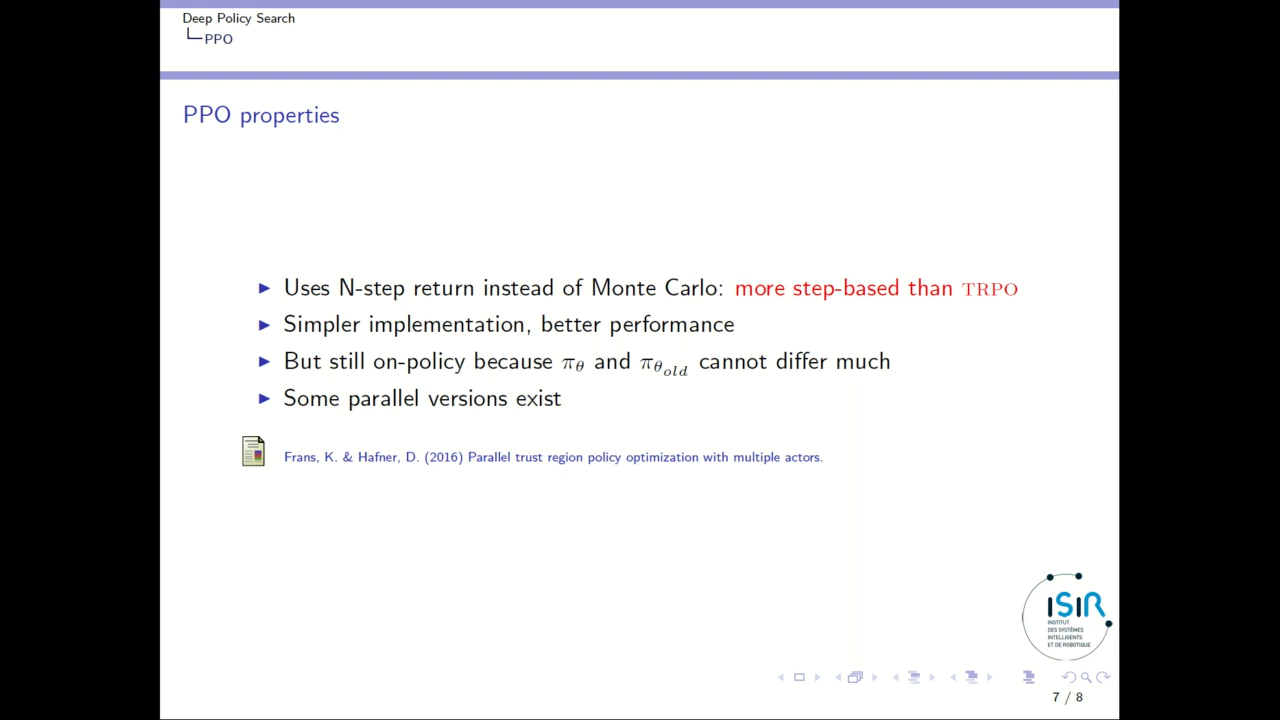 Deep Policy Search
PPO
PPO properties
▶ Uses N-step return instead of Monte Carlo: more step-based than TRPO
▶ Simpler implementation, better performance
▶ But still on-policy because π_θ and π_θ_old cannot differ much
▶ Some parallel versions exist
Frans, K. & Hafner, D. (2016) Parallel trust region policy optimization with multiple actors.
ISIR
INSTITUT
DES SYSTÈMES
INTELLIGENTS
ET DE ROBOTIQUE
7 / 8